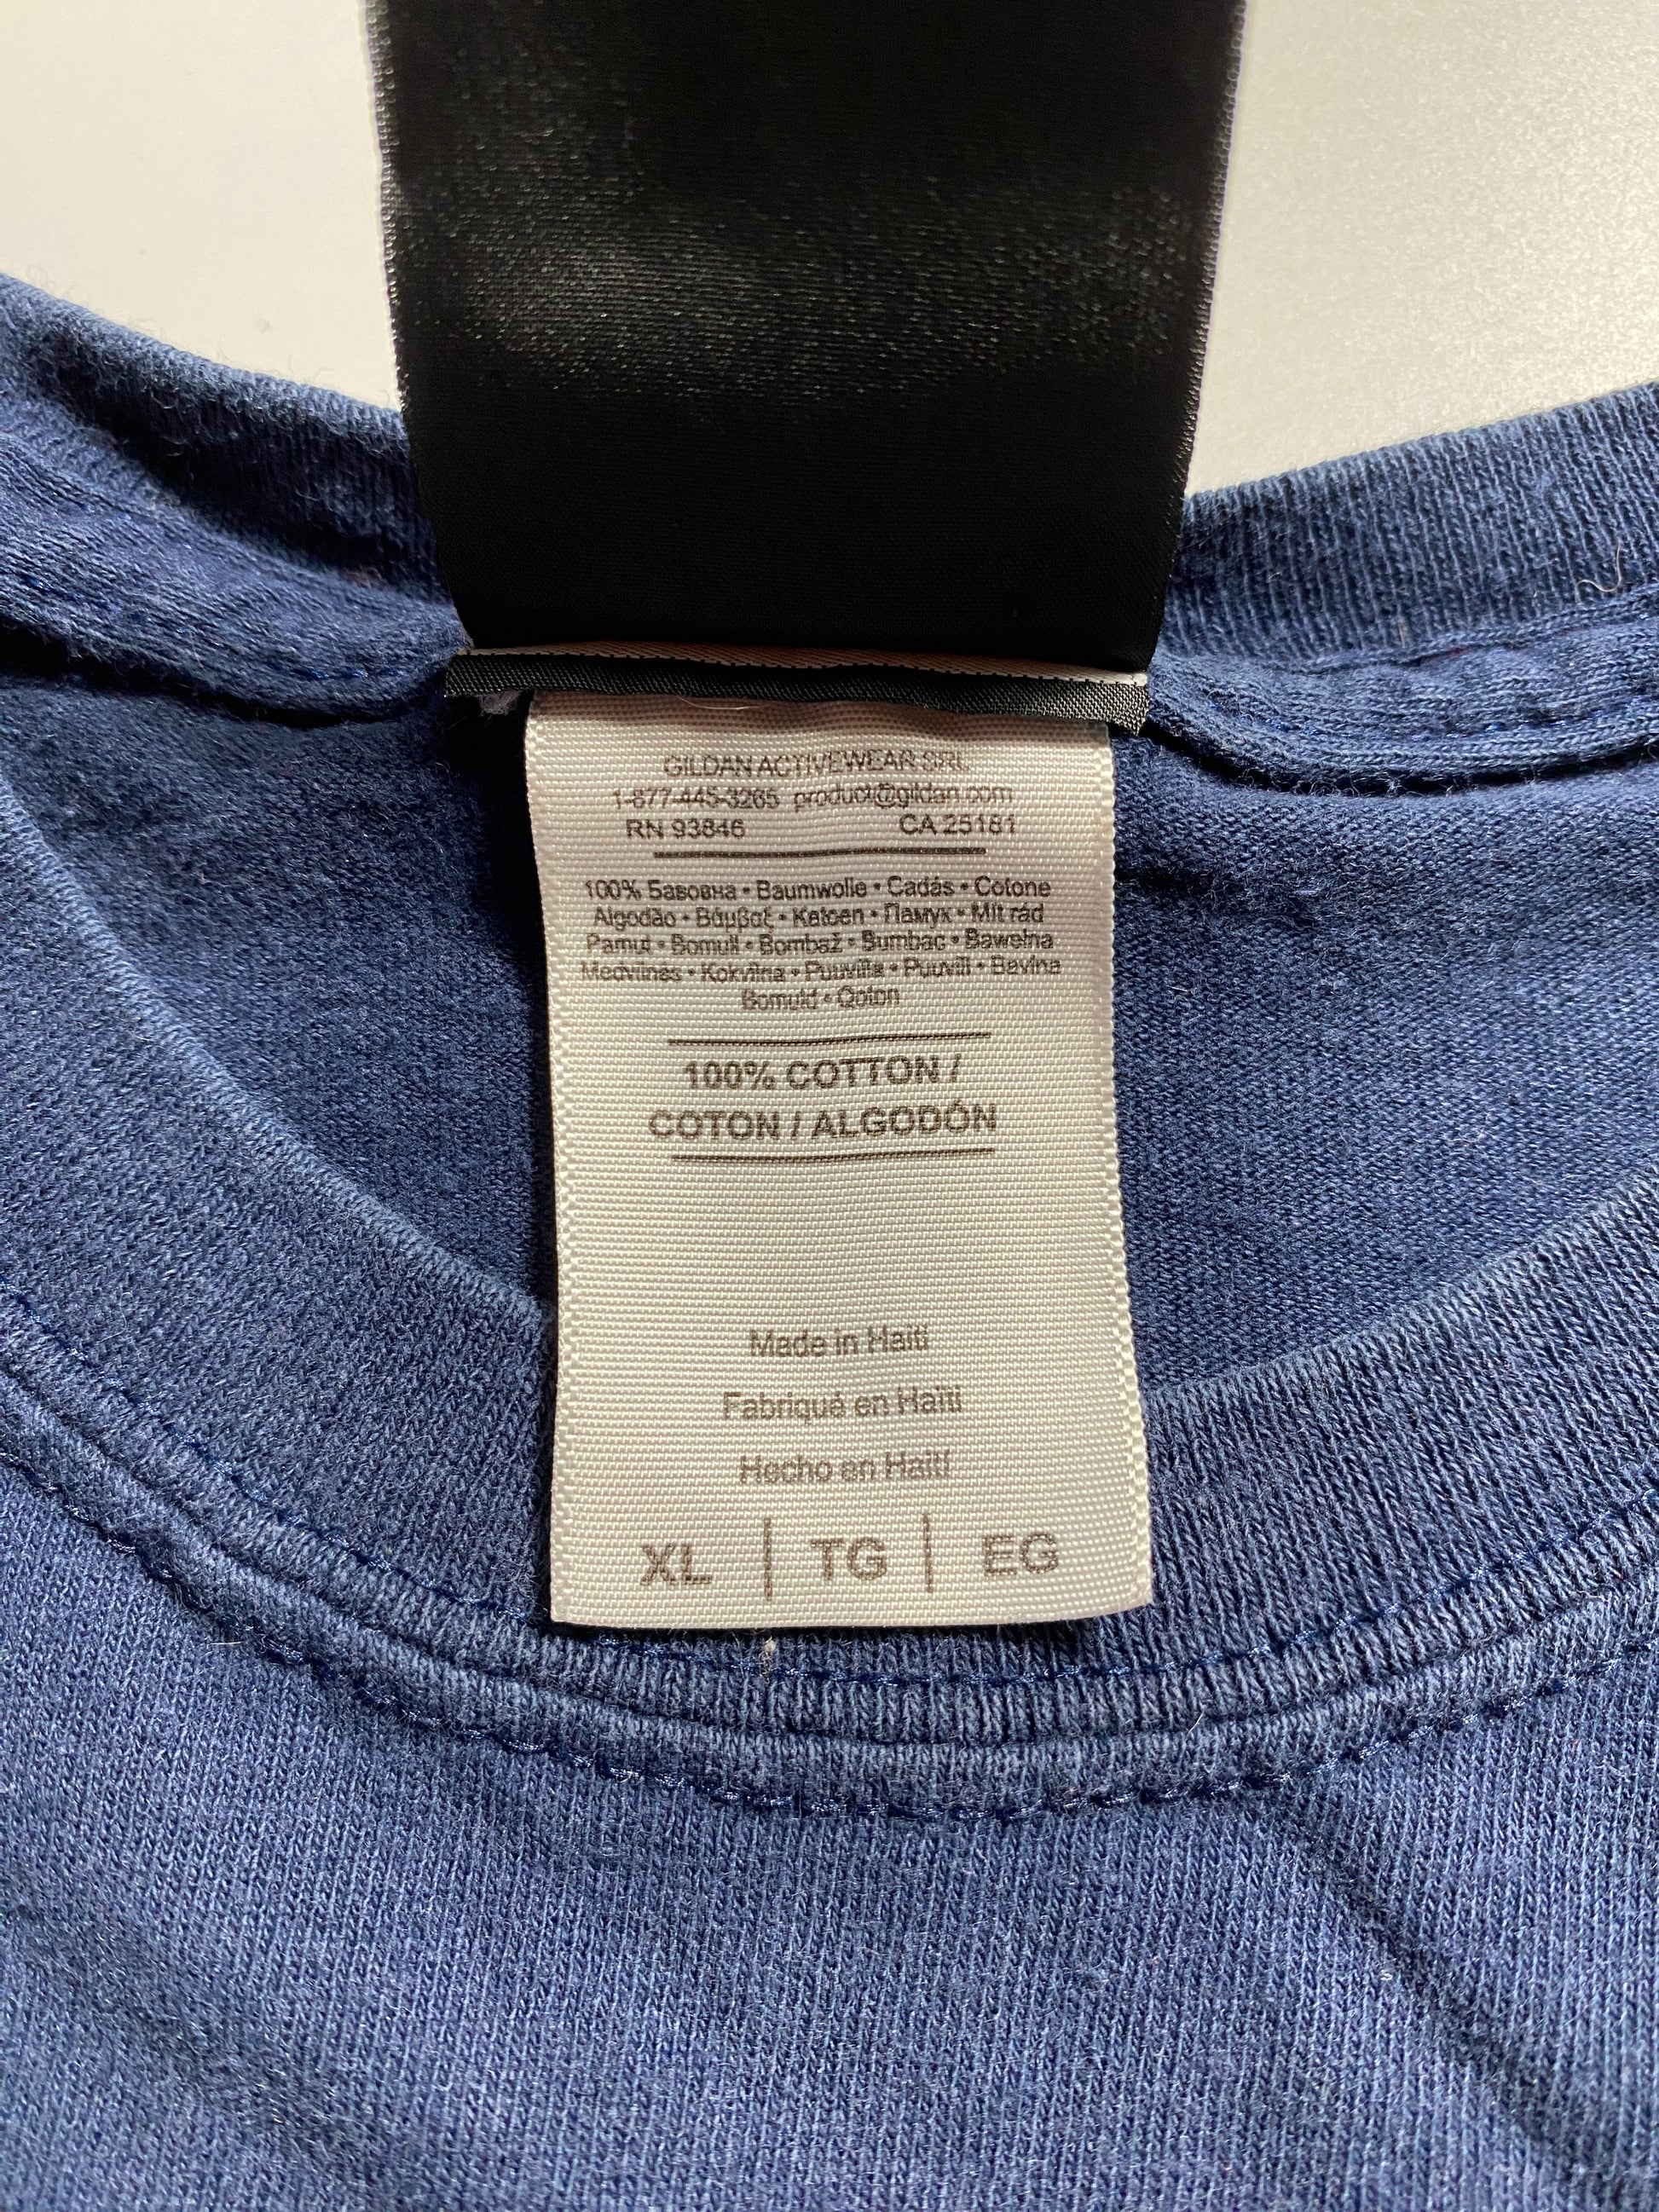 GILDAN ACTIVEWEAR SRL
1-877-445-3265 product@gildan.com
RN 93846 CA 25181
100% Бавовна • Baumwolle • Cadás • Cotone
Algodão • Βάμβαξ • Katoen • Памук • Mīt rád
Pamut • Bomull • Bombaž • Bumbac • Bawełna
Medvilnės • Kokvilna • Puuvilla • Puuvill • Bavlna
Bomuld • Qoton
100% COTTON /
COTON / ALGODÓN
Made in Haiti
Fabriqué en Haïti
Hecho en Haití
XL | TG | EG